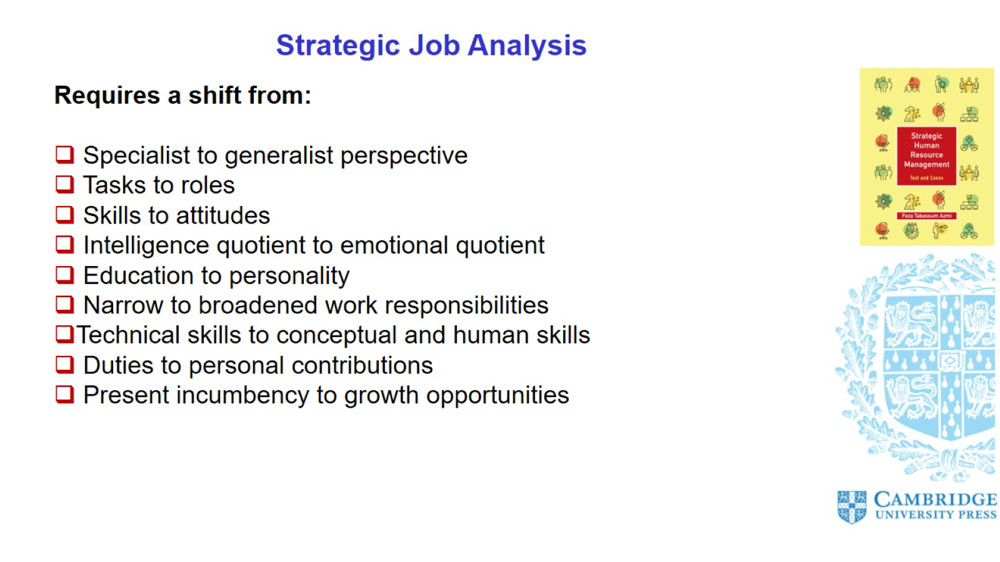 Strategic Job Analysis
Requires a shift from:
❑ Specialist to generalist perspective
❑ Tasks to roles
❑ Skills to attitudes
❑ Intelligence quotient to emotional quotient
❑ Education to personality
❑ Narrow to broadened work responsibilities
❑Technical skills to conceptual and human skills
❑ Duties to personal contributions
❑ Present incumbency to growth opportunities
Strategic
Human
Resource
Management
Text and Cases
Feza Tabassum Azmi
CAMBRIDGE
UNIVERSITY PRESS